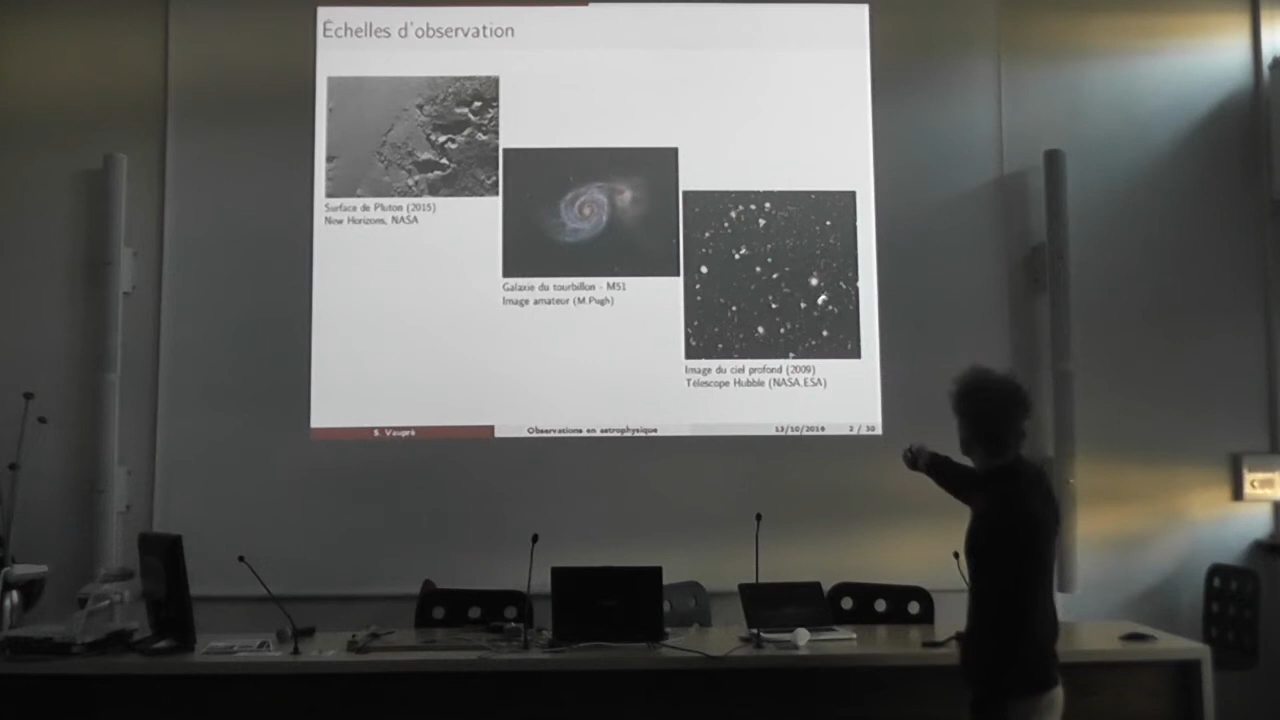 Échelles d'observation
Surface de Pluton (2015)
New Horizons, NASA
Galaxie du tourbillon - M51
Image amateur (M.Pugh)
Image du ciel profond (2009)
Télescope Hubble (NASA,ESA)
S. Vaupré
Observations en astrophysique
13/10/2016
2 / 30